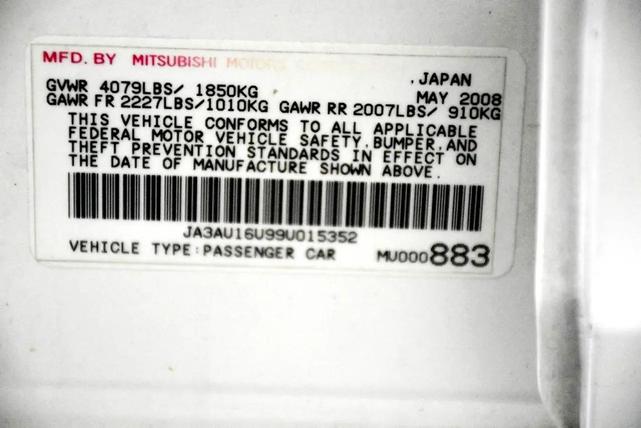 MFD. BY MITSUBISHI MOTORS CORPORATION
, JAPAN
GVWR 4079LBS/ 1850KG MAY 2008
GAWR FR 2227LBS/1010KG GAWR RR 2007LBS/ 910KG
THIS VEHICLE CONFORMS TO ALL APPLICABLE
FEDERAL MOTOR VEHICLE SAFETY, BUMPER, AND
THEFT PREVENTION STANDARDS IN EFFECT ON
THE DATE OF MANUFACTURE SHOWN ABOVE.
JA3AU16U99U015352
VEHICLE TYPE:PASSENGER CAR MU000883